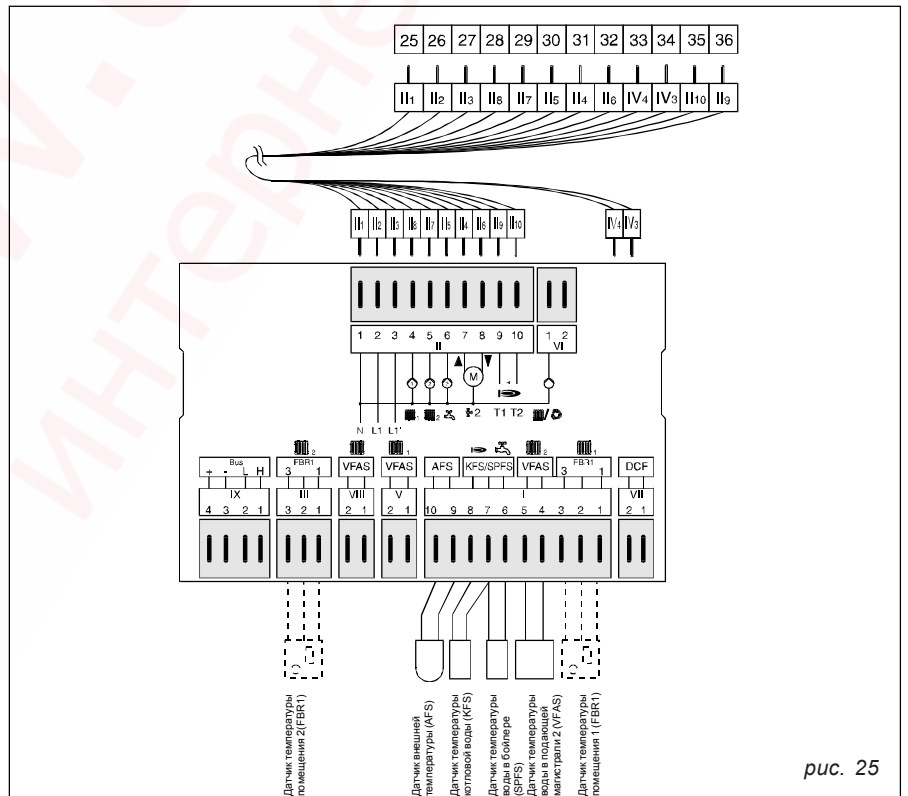 25 26 27 28 29 30 31 32 33 34 35 36
II1 II2 II3 II8 II7 II5 II4 II6 IV4 IV3 II10 II9
II1 II2 II3 II8 II7 II5 II4 II6 II9 II10 IV4 IV3
1 2 3 4 5 6 7 8 9 10 1 2
II VI
M
1 2 2 T1 T2
N L1 L1'
2 1 2 1
Bus FBR1 VFAS VFAS AFS KFS/SPFS VFAS FBR1 DCF
+ - L H 3 1 3 1
IX III VIII V I VII
4 3 2 1 3 2 1 2 1 2 1 10 9 8 7 6 5 4 3 2 1 2 1
Датчик температуры
помещения 2(FBR1)
Датчик внешней
температуры (AFS)
Датчик температуры
котловой воды (KFS)
Датчик температуры
воды в бойлере
(SPFS)
Датчик температуры
воды в подающей
магистрали 2 (VFAS)
Датчик температуры
помещения 1 (FBR1)
рис. 25
интерне